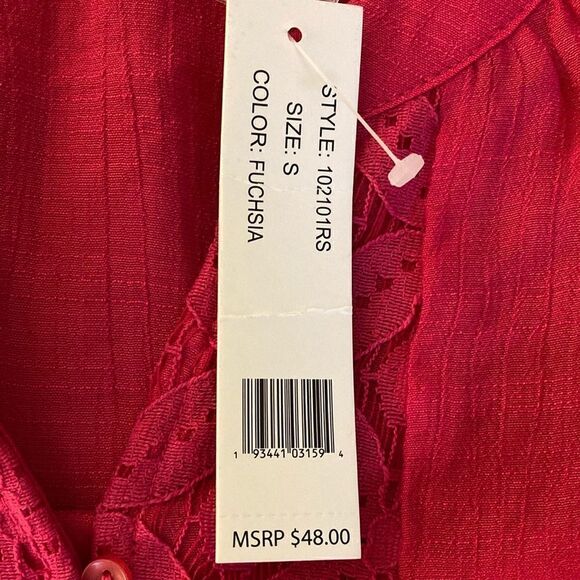 STYLE: 102101RS
SIZE: S
COLOR: FUCHSIA
1 93441 03159 4
MSRP $48.00